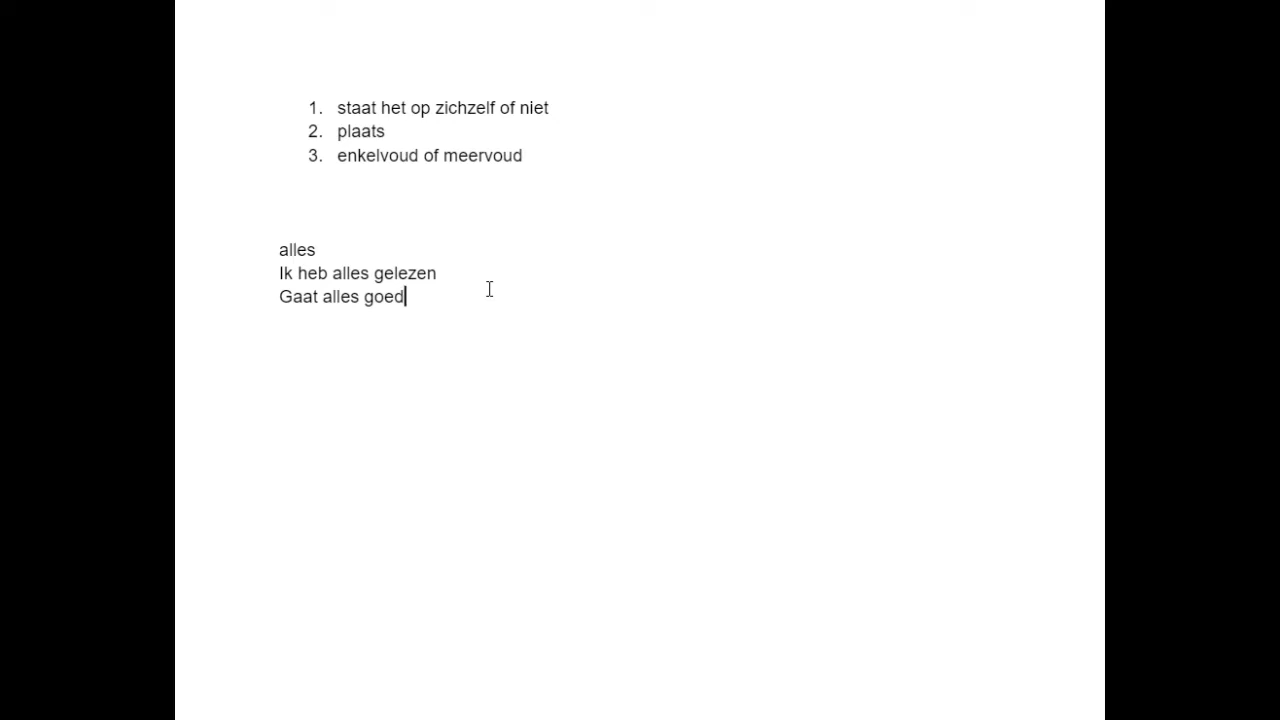 1. staat het op zichzelf of niet
2. plaats
3. enkelvoud of meervoud
alles
Ik heb alles gelezen
Gaat alles goed